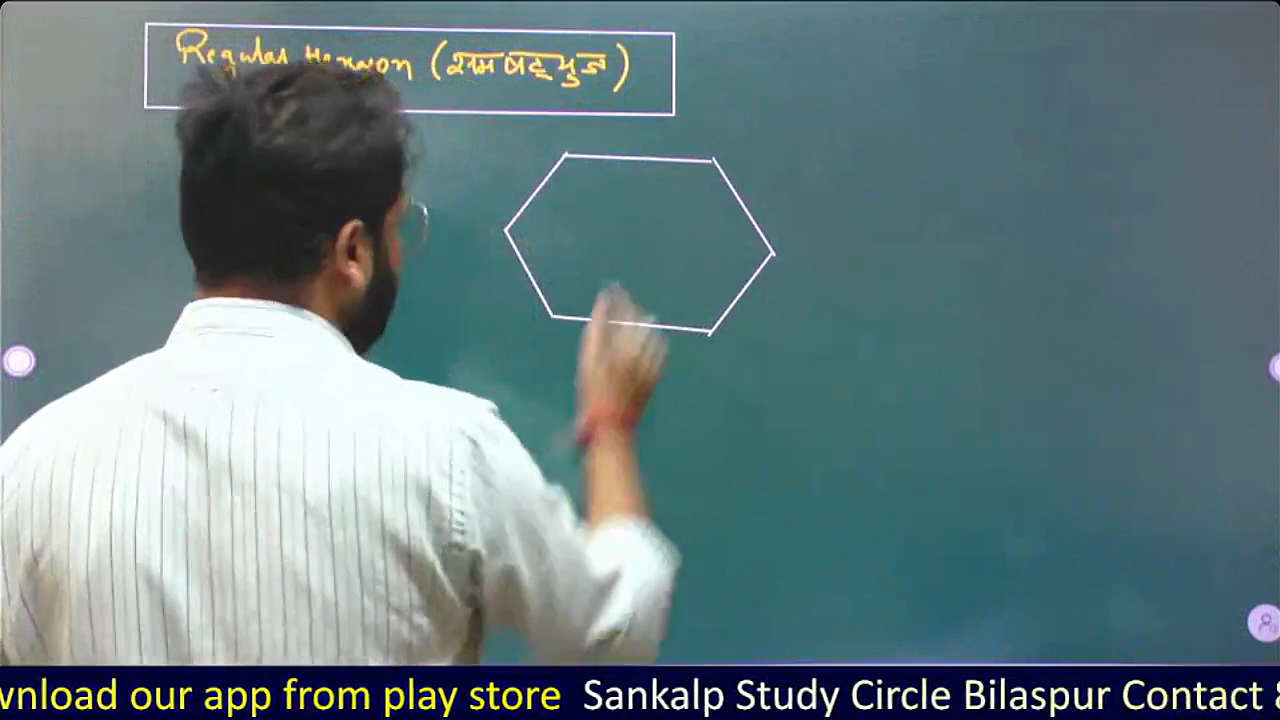 Regular Hexagon (समषट्भुज)
wnload our app from play store Sankalp Study Circle Bilaspur Contact